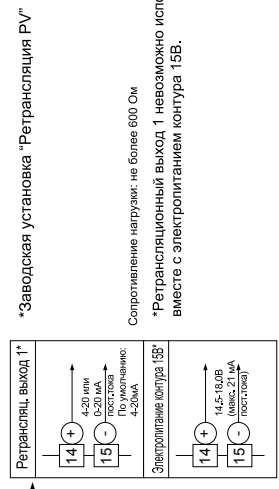 Ретрансляц. выход 1*
14 +
15 -
4-20 или
0-20 мА
пост.тока
По умолчанию:
4-20мА
Электропитание контура 15В*
14 +
15 -
14,5-18,0В
(макс. 21 мА
пост.тока)
*Заводская установка “Ретрансляция PV”
Сопротивление нагрузки: не более 600 Ом
*Ретрансляционный выход 1 невозможно
вместе с электропитанием контура 15В.